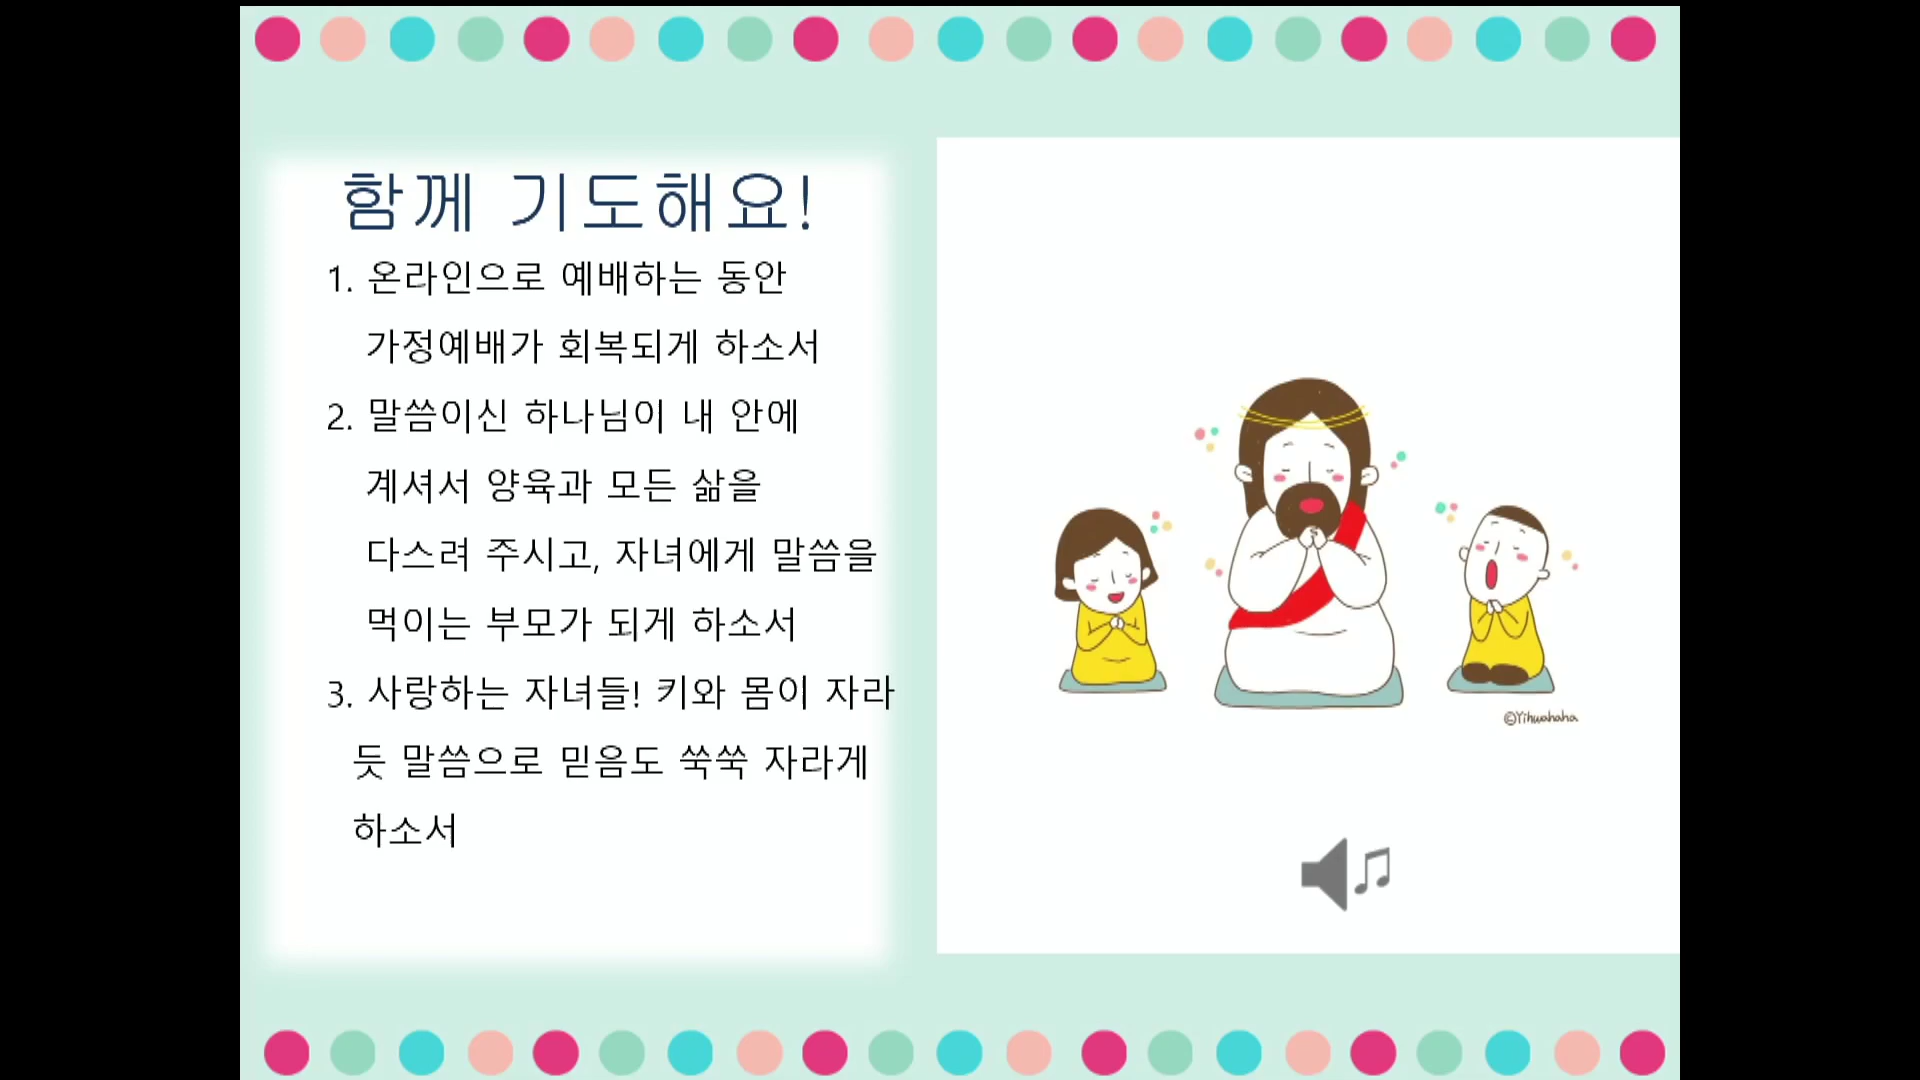 함께 기도해요!
1. 온라인으로 예배하는 동안
가정예배가 회복되게 하소서
2. 말씀이신 하나님이 내 안에
계셔서 양육과 모든 삶을
다스려 주시고, 자녀에게 말씀을
먹이는 부모가 되게 하소서
3. 사랑하는 자녀들! 키와 몸이 자라
듯 말씀으로 믿음도 쑥쑥 자라게
하소서
©Yihwahaha